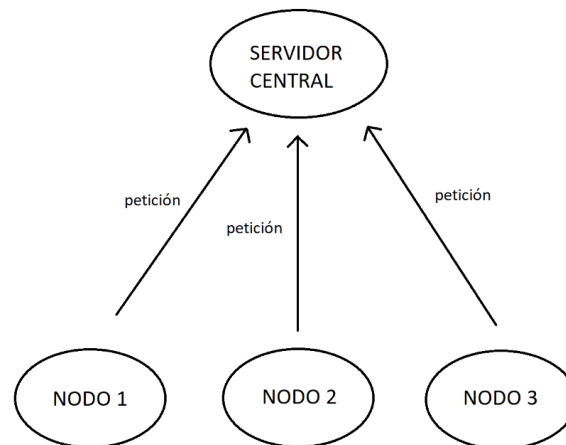 SERVIDOR
CENTRAL
petición
petición
petición
NODO 1
NODO 2
NODO 3